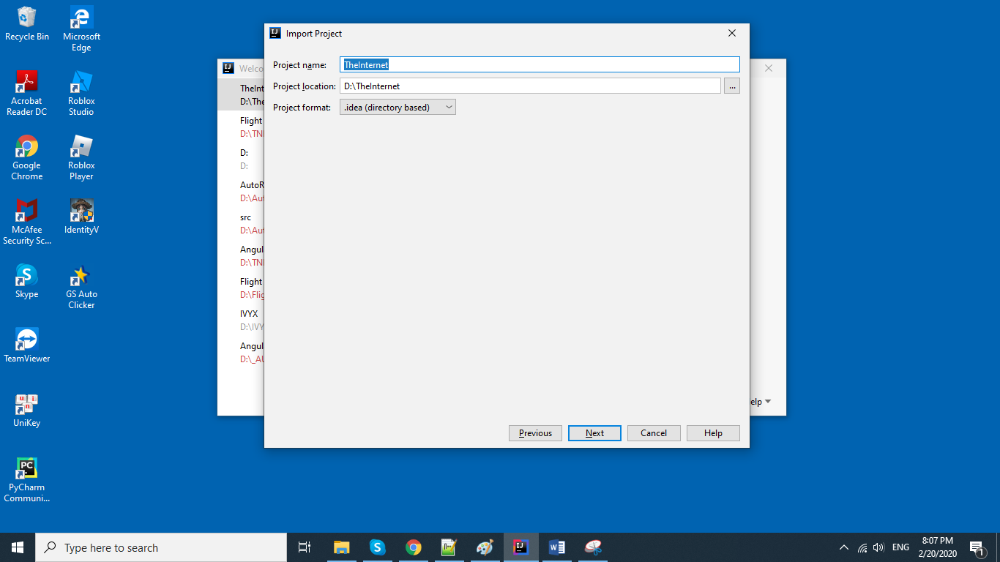 Recycle Bin
Microsoft
Edge
Acrobat
Reader DC
Roblox
Studio
Google
Chrome
Roblox
Player
McAfee
Security Sc...
IdentityV
Skype
GS Auto
Clicker
TeamViewer
UniKey
PyCharm
Communi...
Import Project
Project name: TheInternet
Project location: D:\TheInternet ...
Project format: .idea (directory based)
Previous Next Cancel Help
Welco
TheInt
D:\The
Flight
D:\TN
D:
D:
AutoR
D:\Aut
src
D:\Aut
Angul
D:\TN
Flight
D:\Flig
IVYX
D:\IVY
Angul
D:\_AU
elp
Type here to search
ENG
8:07 PM
2/20/2020
1